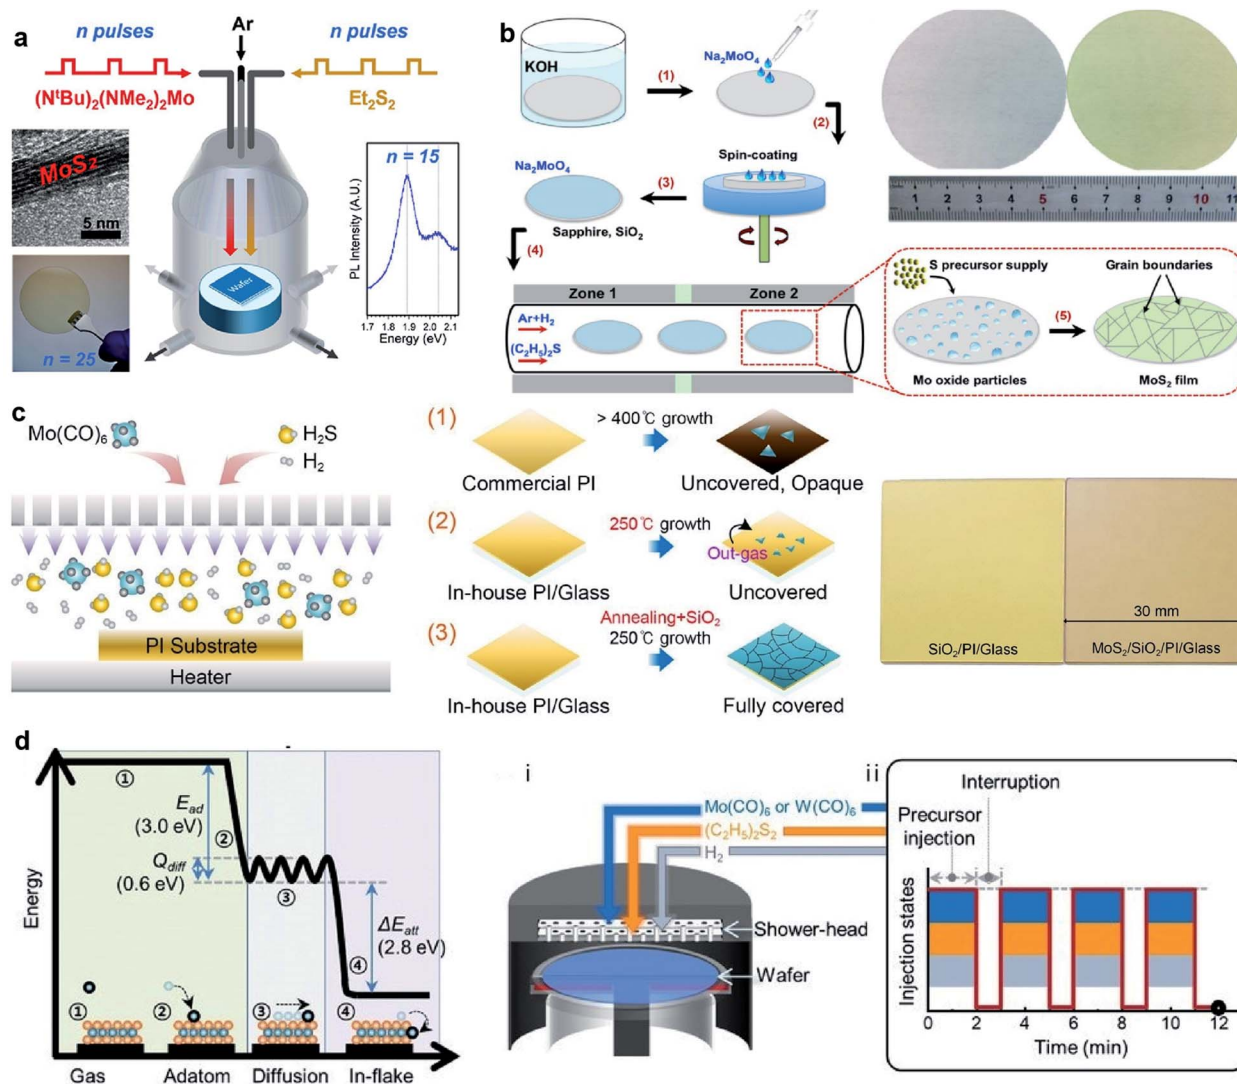 a
n pulses
Ar
n pulses
(NᵗBu)₂(NMe₂)₂Mo
Et₂S₂
MoS₂
5 nm
n = 25
Wafer
n = 15
PL Intensity (A.U.)
1.7 1.8 1.9 2.0 2.1
Energy (eV)
b
KOH
(1)
Na₂MoO₄
(2)
Spin-coating
(3)
Na₂MoO₄
Sapphire, SiO₂
(4)
1 2 3 4 5 6 7 8 9 10 11
Zone 1
Zone 2
Ar+H₂
(C₂H₅)₂S
S precursor supply
Grain boundaries
(5)
Mo oxide particles
MoS₂ film
c
Mo(CO)₆
H₂S
H₂
PI Substrate
Heater
(1)
> 400℃ growth
Commercial PI
Uncovered, Opaque
(2)
250℃ growth
Out-gas
In-house PI/Glass
Uncovered
(3)
Annealing+SiO₂
250℃ growth
In-house PI/Glass
Fully covered
30 mm
SiO₂/PI/Glass
MoS₂/SiO₂/PI/Glass
d
Energy
①
E_ad
(3.0 eV)
②
Q_diff
(0.6 eV)
③
ΔE_att
(2.8 eV)
④
① ② ③ ④
Gas Adatom Diffusion In-flake
i
Mo(CO)₆ or W(CO)₆
(C₂H₅)₂S₂
H₂
Shower-head
Wafer
ii
Interruption
Precursor
injection
Injection states
0 2 4 6 8 10 12
Time (min)